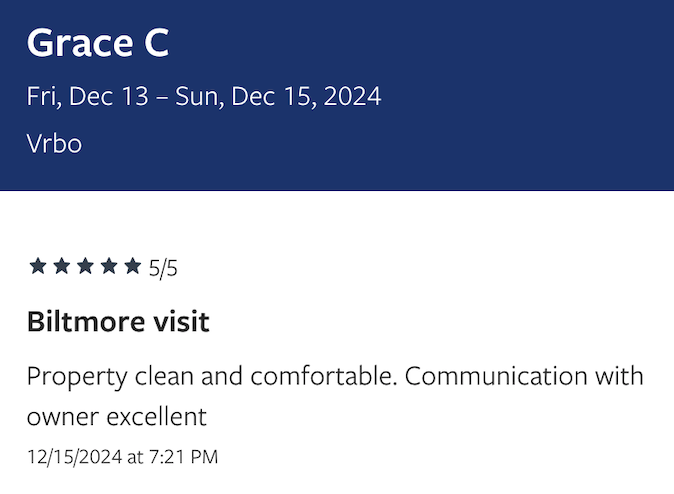 Grace C
Fri, Dec 13 – Sun, Dec 15, 2024
Vrbo
5/5
Biltmore visit
Property clean and comfortable. Communication with
owner excellent
12/15/2024 at 7:21 PM